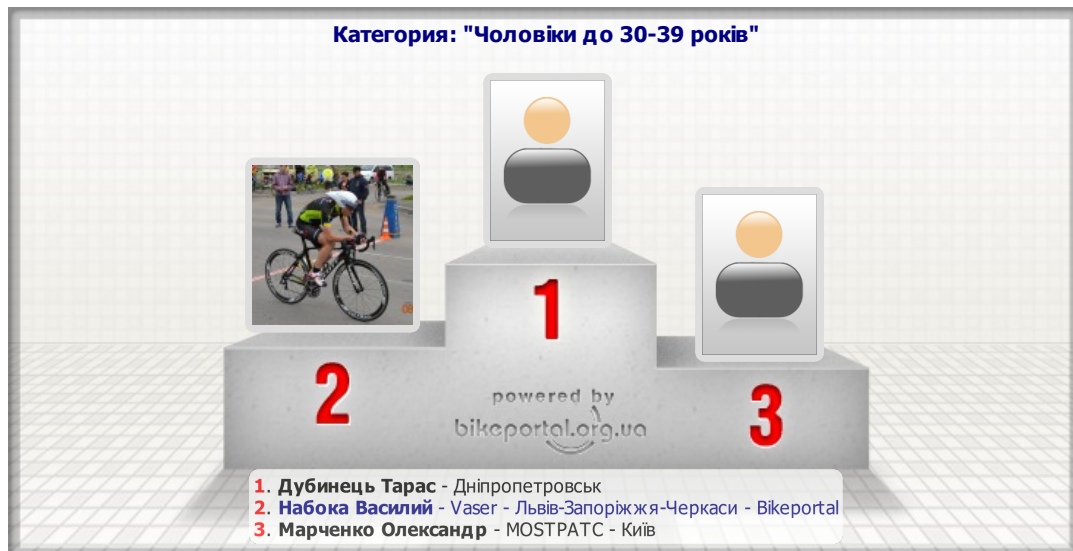 Категория: "Чоловіки до 30-39 років"
1
2
3
powered by
bikeportal.org.ua
1. Дубинець Тарас - Дніпропетровськ
2. Набока Василий - Vaser - Львів-Запоріжжя-Черкаси - Bikeportal
3. Марченко Олександр - MOSTPATC - Київ